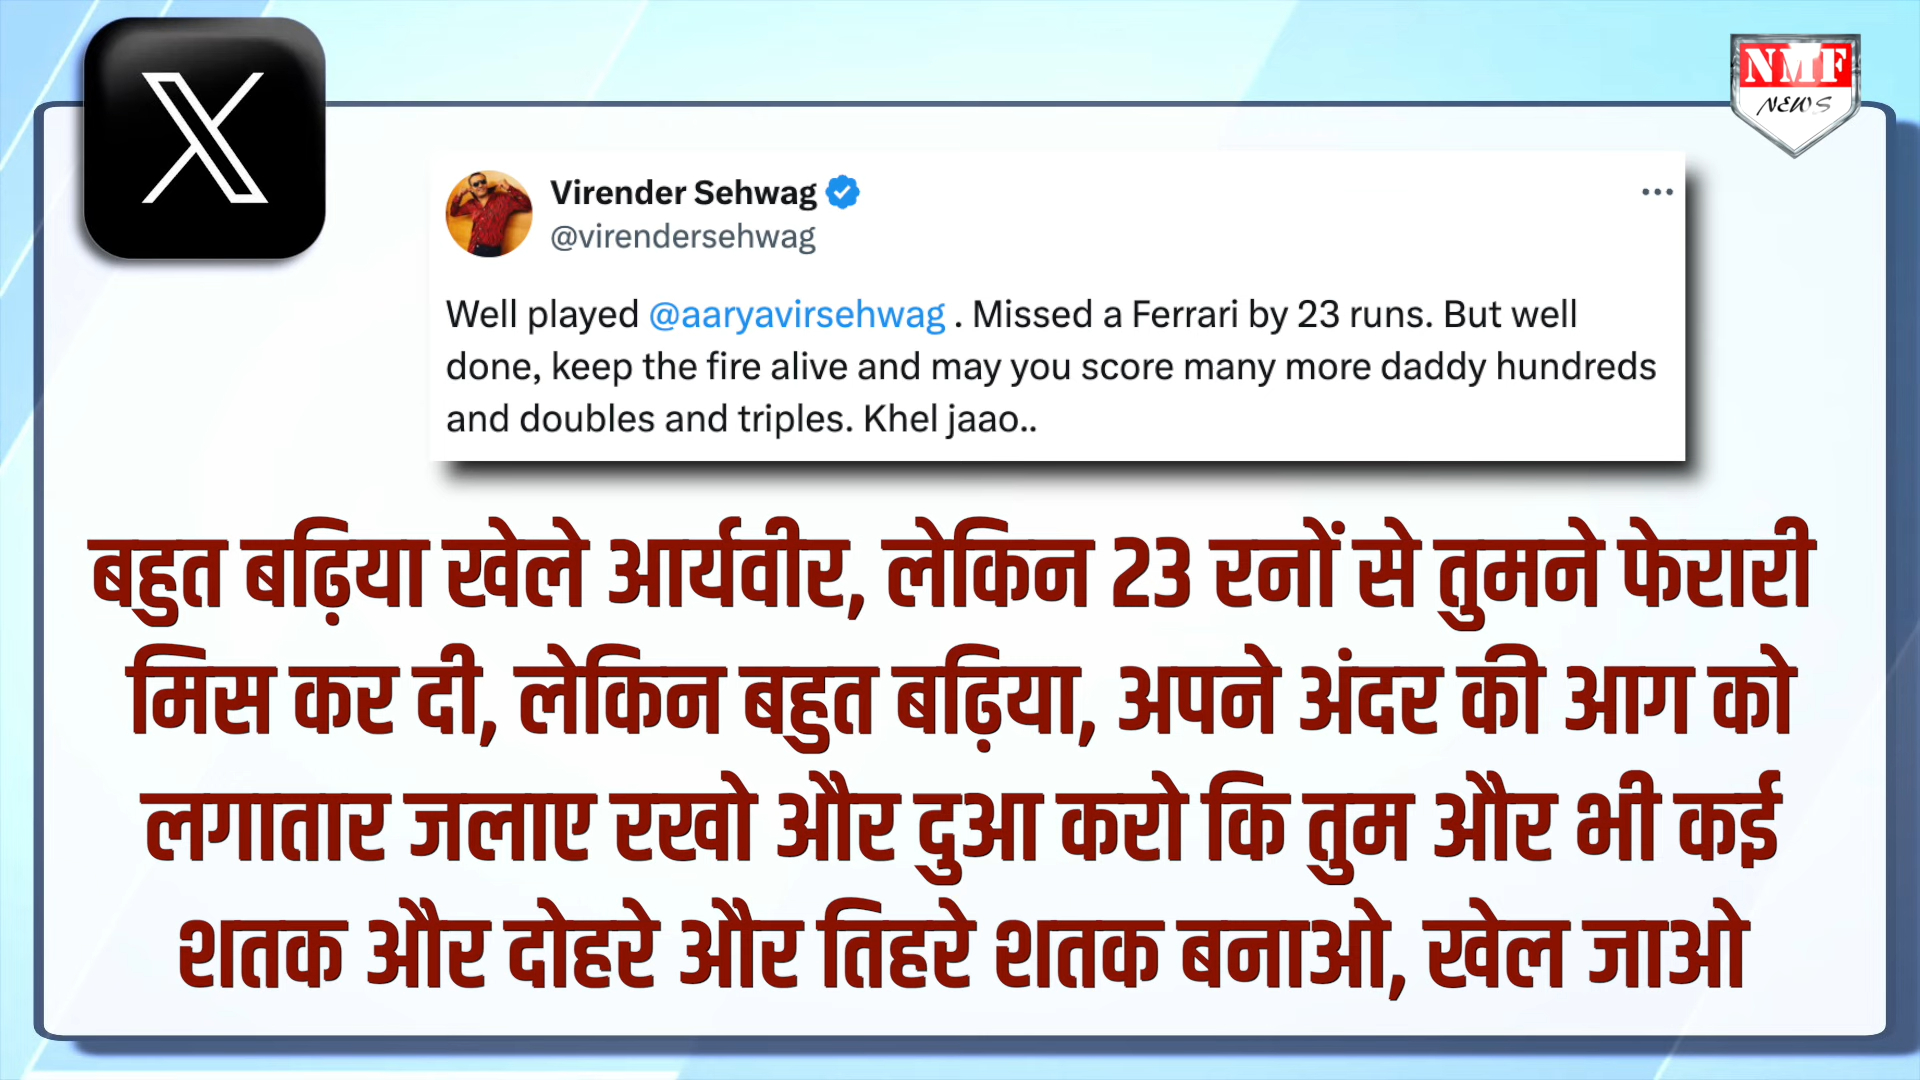 X
NMF
NEWS
Virender Sehwag
@virendersehwag
Well played @aaryavirsehwag . Missed a Ferrari by 23 runs. But well
done, keep the fire alive and may you score many more daddy hundreds
and doubles and triples. Khel jaao..
बहुत बढ़िया खेले आर्यवीर, लेकिन 23 रनों से तुमने फेरारी
मिस कर दी, लेकिन बहुत बढ़िया, अपने अंदर की आग को
लगातार जलाए रखो और दुआ करो कि तुम और भी कई
शतक और दोहरे और तिहरे शतक बनाओ, खेल जाओ